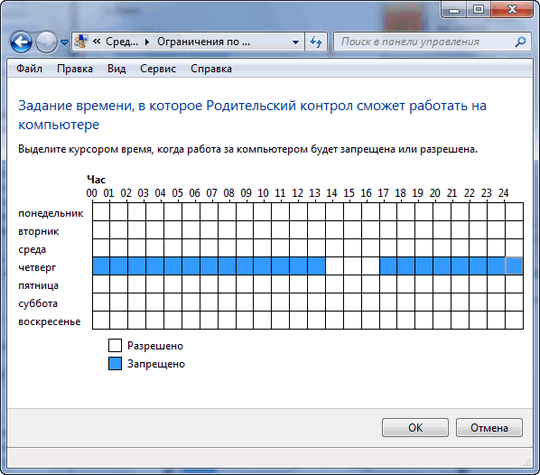 « Сред... Ограничения по ... Поиск в панели управления
Файл Правка Вид Сервис Справка
Задание времени, в которое Родительский контрол сможет работать на
компьютере
Выделите курсором время, когда работа за компьютером будет запрещена или разрешена.
Час
00 01 02 03 04 05 06 07 08 09 10 11 12 13 14 15 16 17 18 19 20 21 22 23 24
понедельник
вторник
среда
четверг
пятница
суббота
воскресенье
Разрешено
Запрещено
ОК Отмена